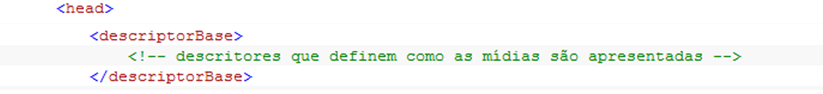 <head>
<descriptorBase>
<!-- descritores que definem como as mídias são apresentadas -->
</descriptorBase>